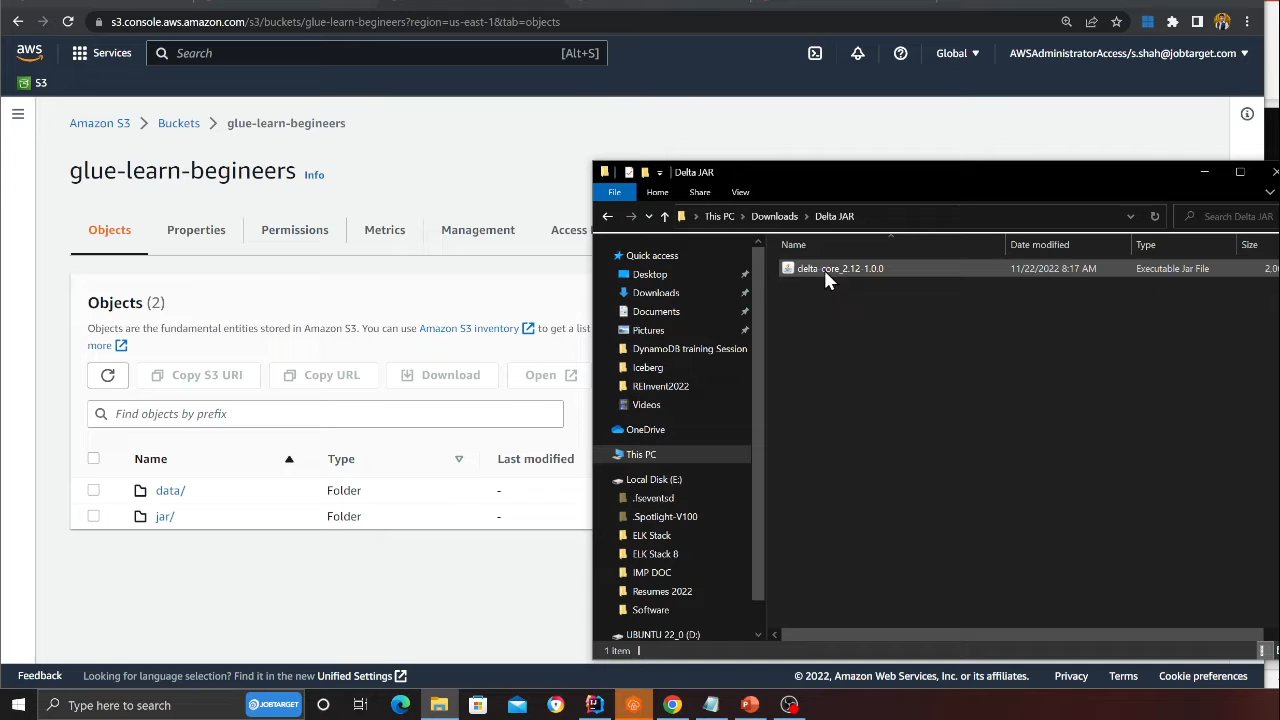 s3.console.aws.amazon.com/s3/buckets/glue-learn-begineers?region=us-east-1&tab=objects
aws
Services
Search
[Alt+S]
Global
AWSAdministratorAccess/s.shah@jobtarget.com
S3
Amazon S3
Buckets
glue-learn-begineers
glue-learn-begineers
Info
Objects
Properties
Permissions
Metrics
Management
Access
Objects (2)
Objects are the fundamental entities stored in Amazon S3. You can use Amazon S3 inventory to get a list
more
Copy S3 URI
Copy URL
Download
Open
Find objects by prefix
Name
Type
Last modified
data/
Folder
-
jar/
Folder
-
Delta JAR
File
Home
Share
View
This PC
Downloads
Delta JAR
Search Delta JAR
Name
Date modified
Type
Size
delta-core_2.12-1.0.0
11/22/2022 8:17 AM
Executable Jar File
2,0
Quick access
Desktop
Downloads
Documents
Pictures
DynamoDB training Session
Iceberg
REInvent2022
Videos
OneDrive
This PC
Local Disk (E:)
.fseventsd
.Spotlight-V100
ELK Stack
ELK Stack 8
IMP DOC
Resumes 2022
Software
UBUNTU 22_0 (D:)
1 item
Feedback
Looking for language selection? Find it in the new Unified Settings
© 2022, Amazon Web Services, Inc. or its affiliates.
Privacy
Terms
Cookie preferences
Type here to search
JOBTARGET